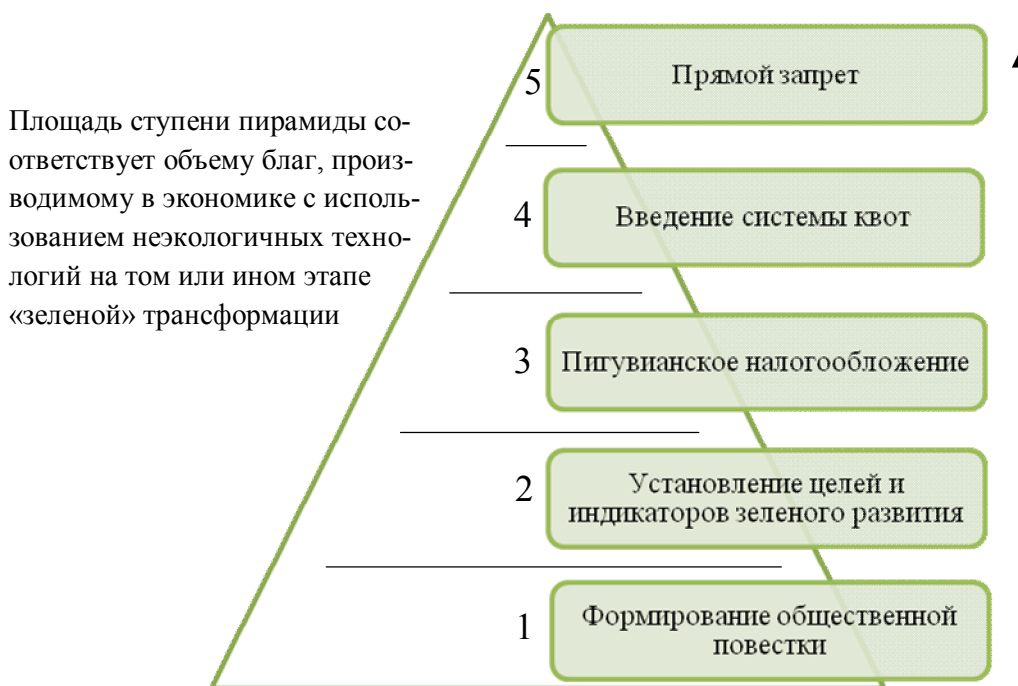 Площадь ступени пирамиды со-
ответствует объему благ, произ-
водимому в экономике с исполь-
зованием неэкологичных техно-
логий на том или ином этапе
«зеленой» трансформации
5 Прямой запрет
4 Введение системы квот
3 Пигувианское налогообложение
2 Установление целей и
индикаторов зеленого развития
1 Формирование общественной
повестки